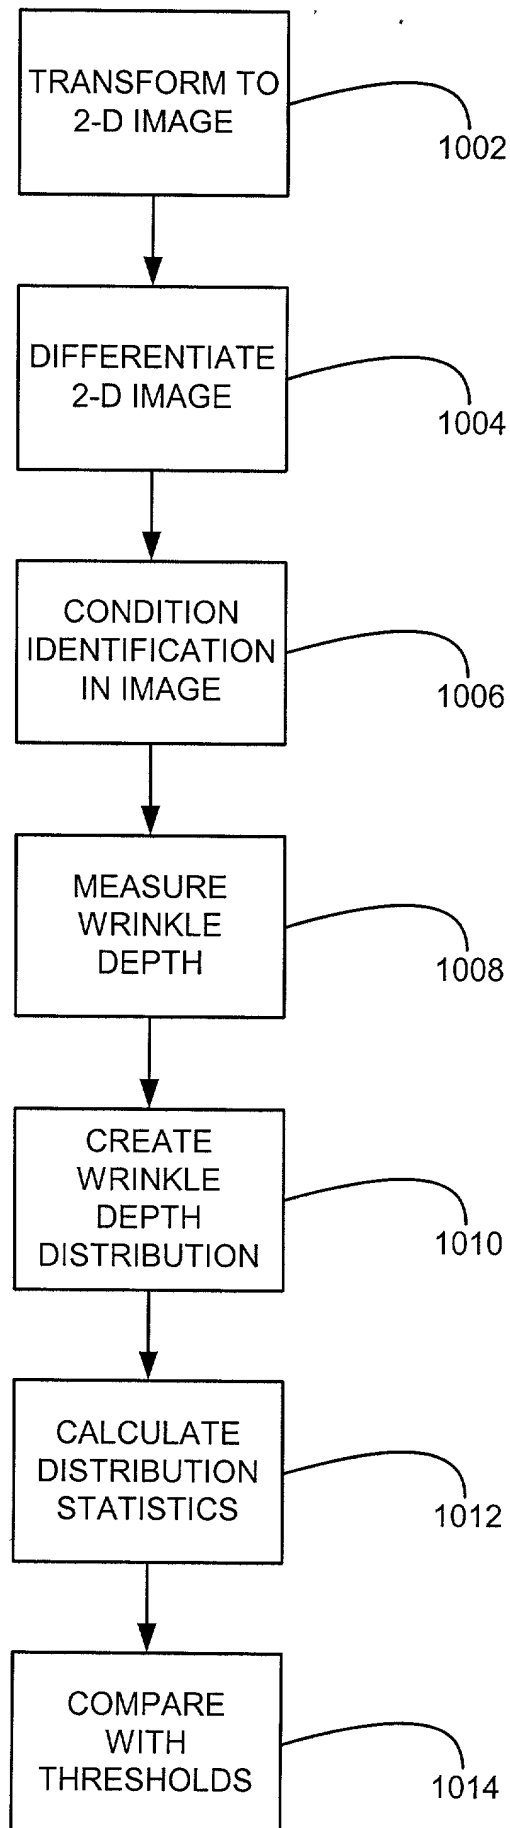 TRANSFORM TO
2-D IMAGE
1002
DIFFERENTIATE
2-D IMAGE
1004
CONDITION
IDENTIFICATION
IN IMAGE
1006
MEASURE
WRINKLE
DEPTH
1008
CREATE
WRINKLE
DEPTH
DISTRIBUTION
1010
CALCULATE
DISTRIBUTION
STATISTICS
1012
COMPARE
WITH
THRESHOLDS
1014